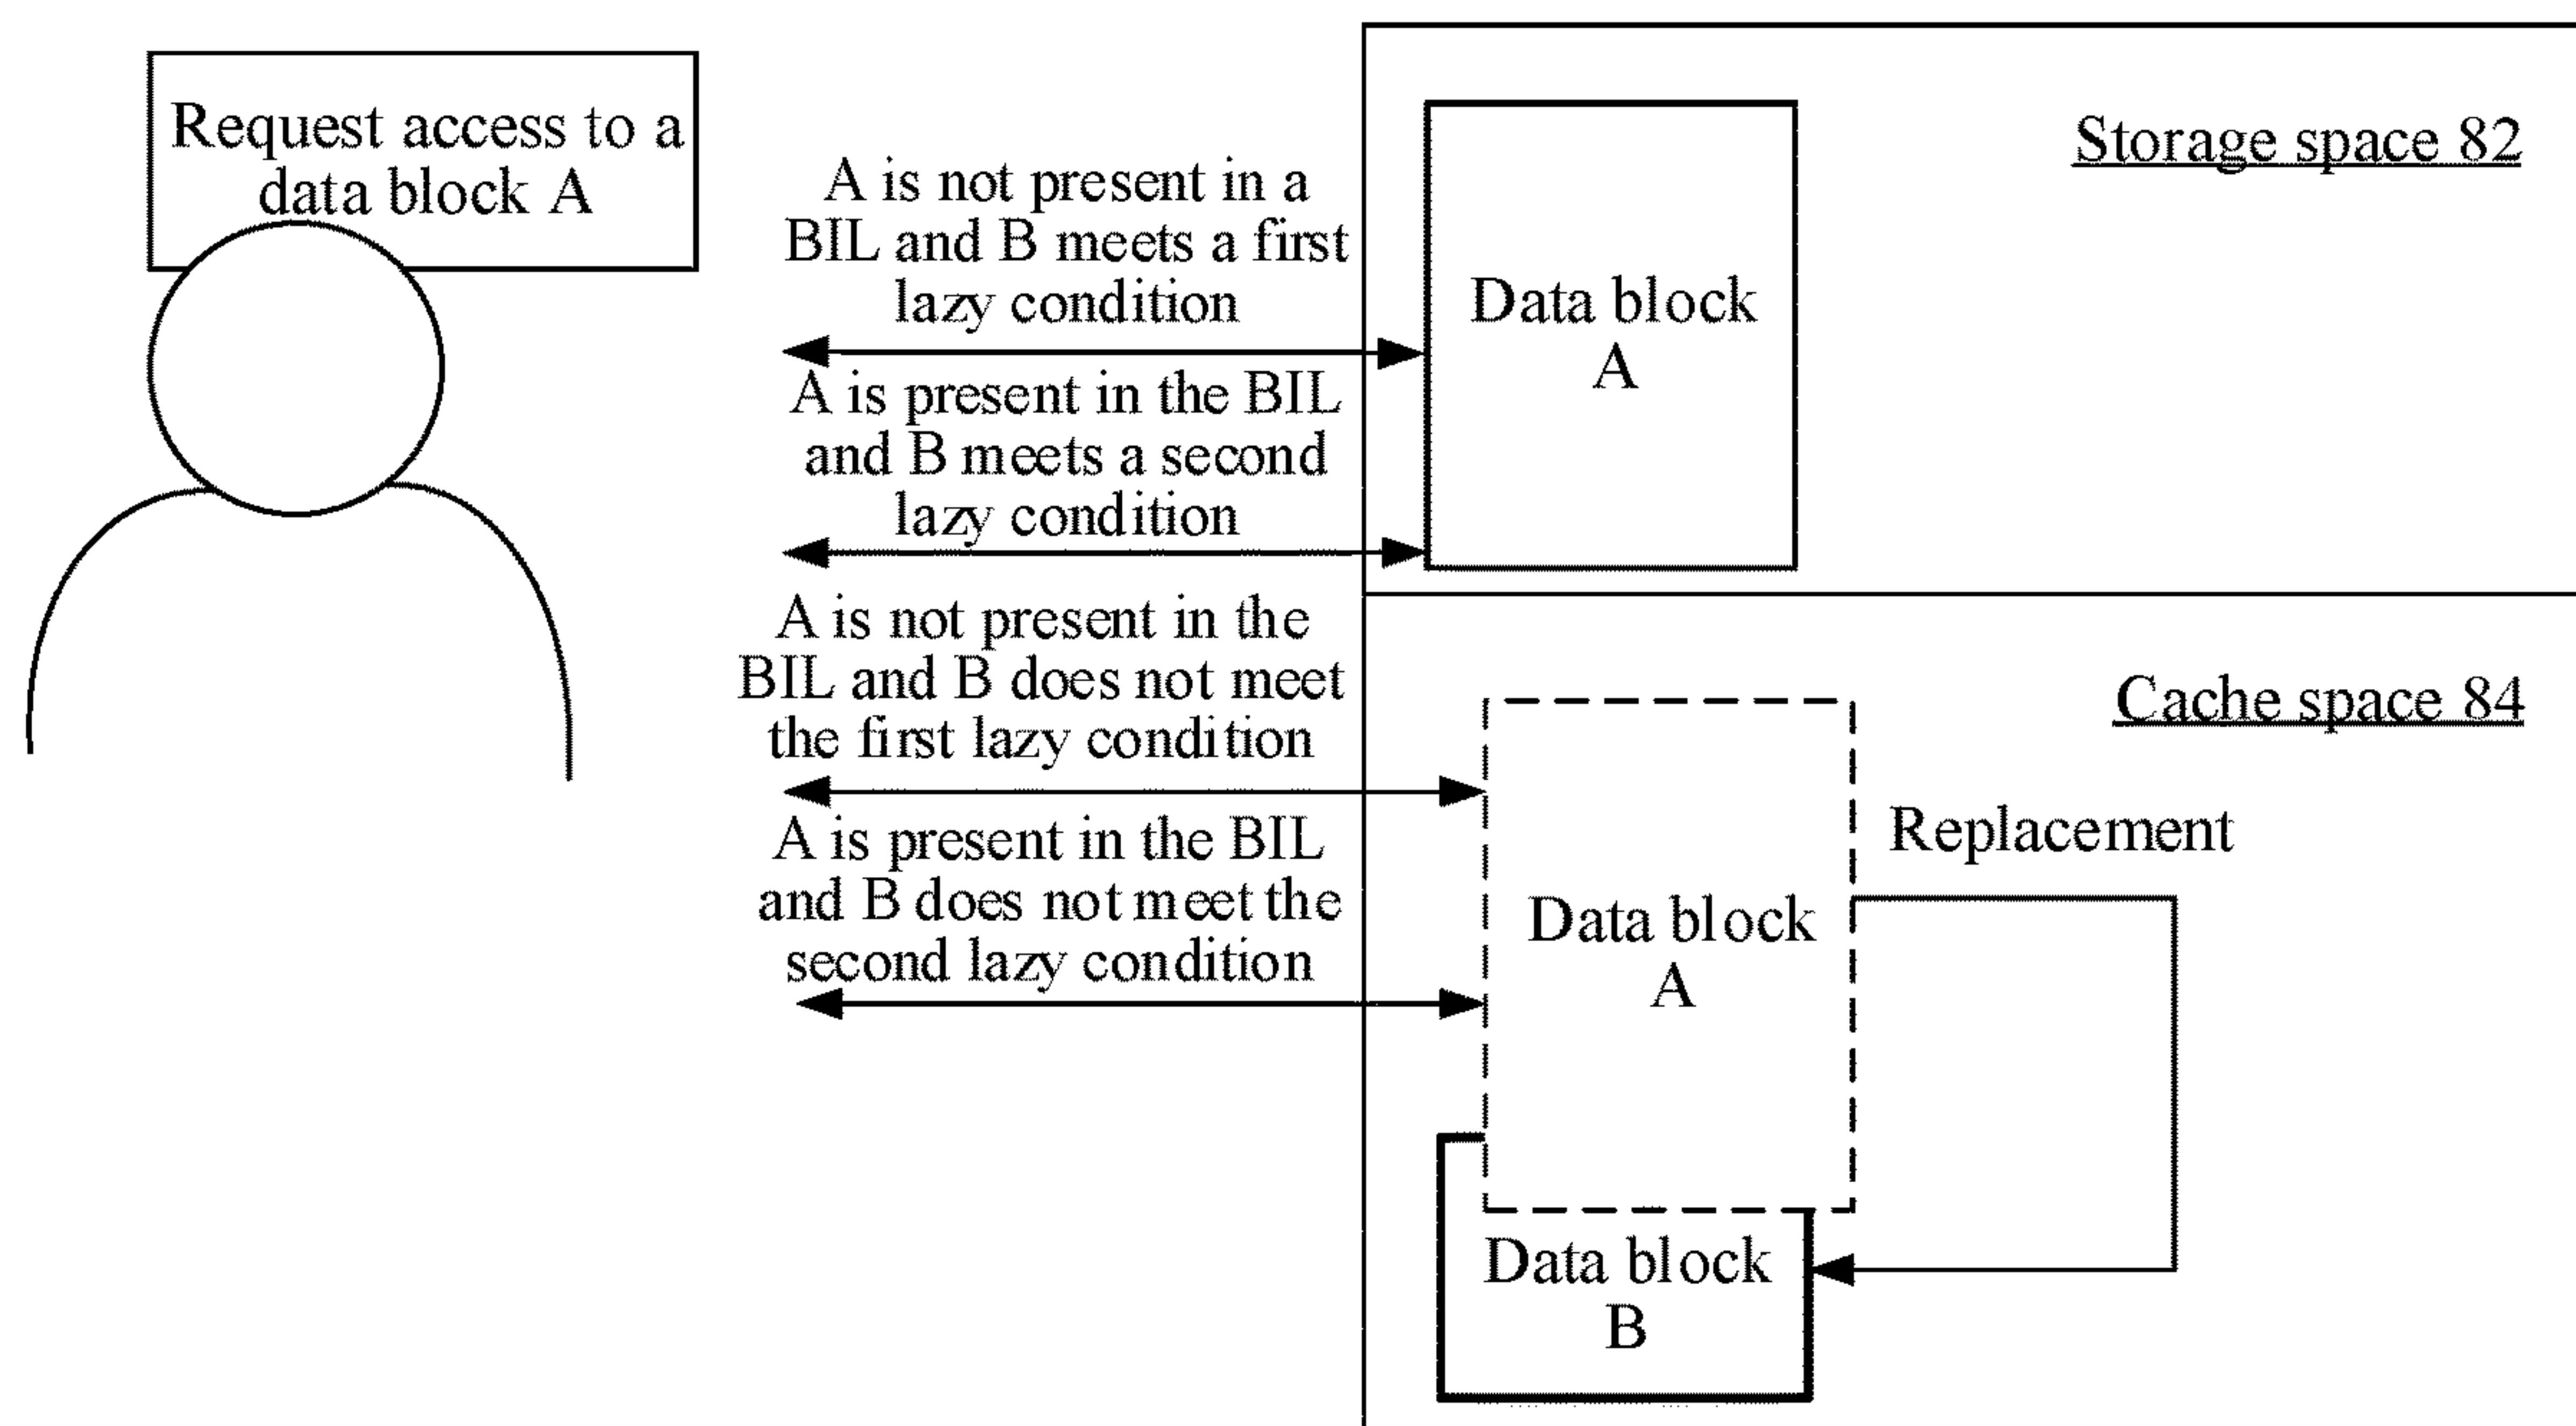 Request access to a
data block A
A is not present in a
BIL and B meets a first
lazy condition
A is present in the BIL
and B meets a second
lazy condition
A is not present in the
BIL and B does not meet
the first lazy condition
A is present in the BIL
and B does not meet the
second lazy condition
Storage space 82
Data block
A
Cache space 84
Replacement
Data block
A
Data block
B